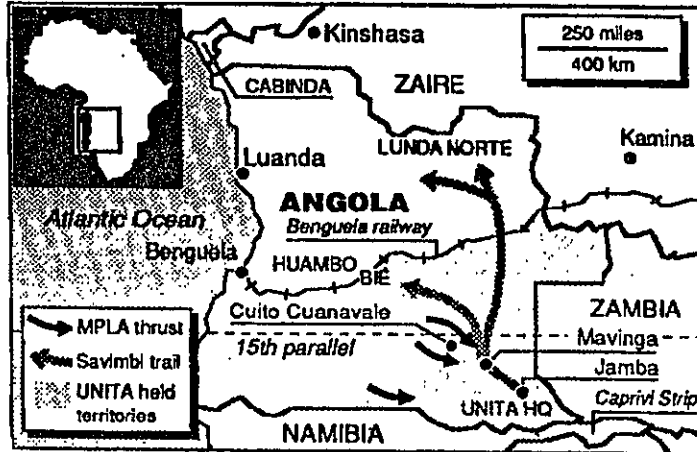 Kinshasa
250 miles
400 km
CABINDA
ZAIRE
LUNDA NORTE
Kamina
Luanda
ANGOLA
Atlantic Ocean
Benguela railway
Benguela
HUAMBO
BIE
Cuito Cuanavale
ZAMBIA
MPLA thrust
15th parallel
Mavinga
Savimbi trail
Jamba
UNITA held
territories
UNITA HQ
Caprivi Strip
NAMIBIA